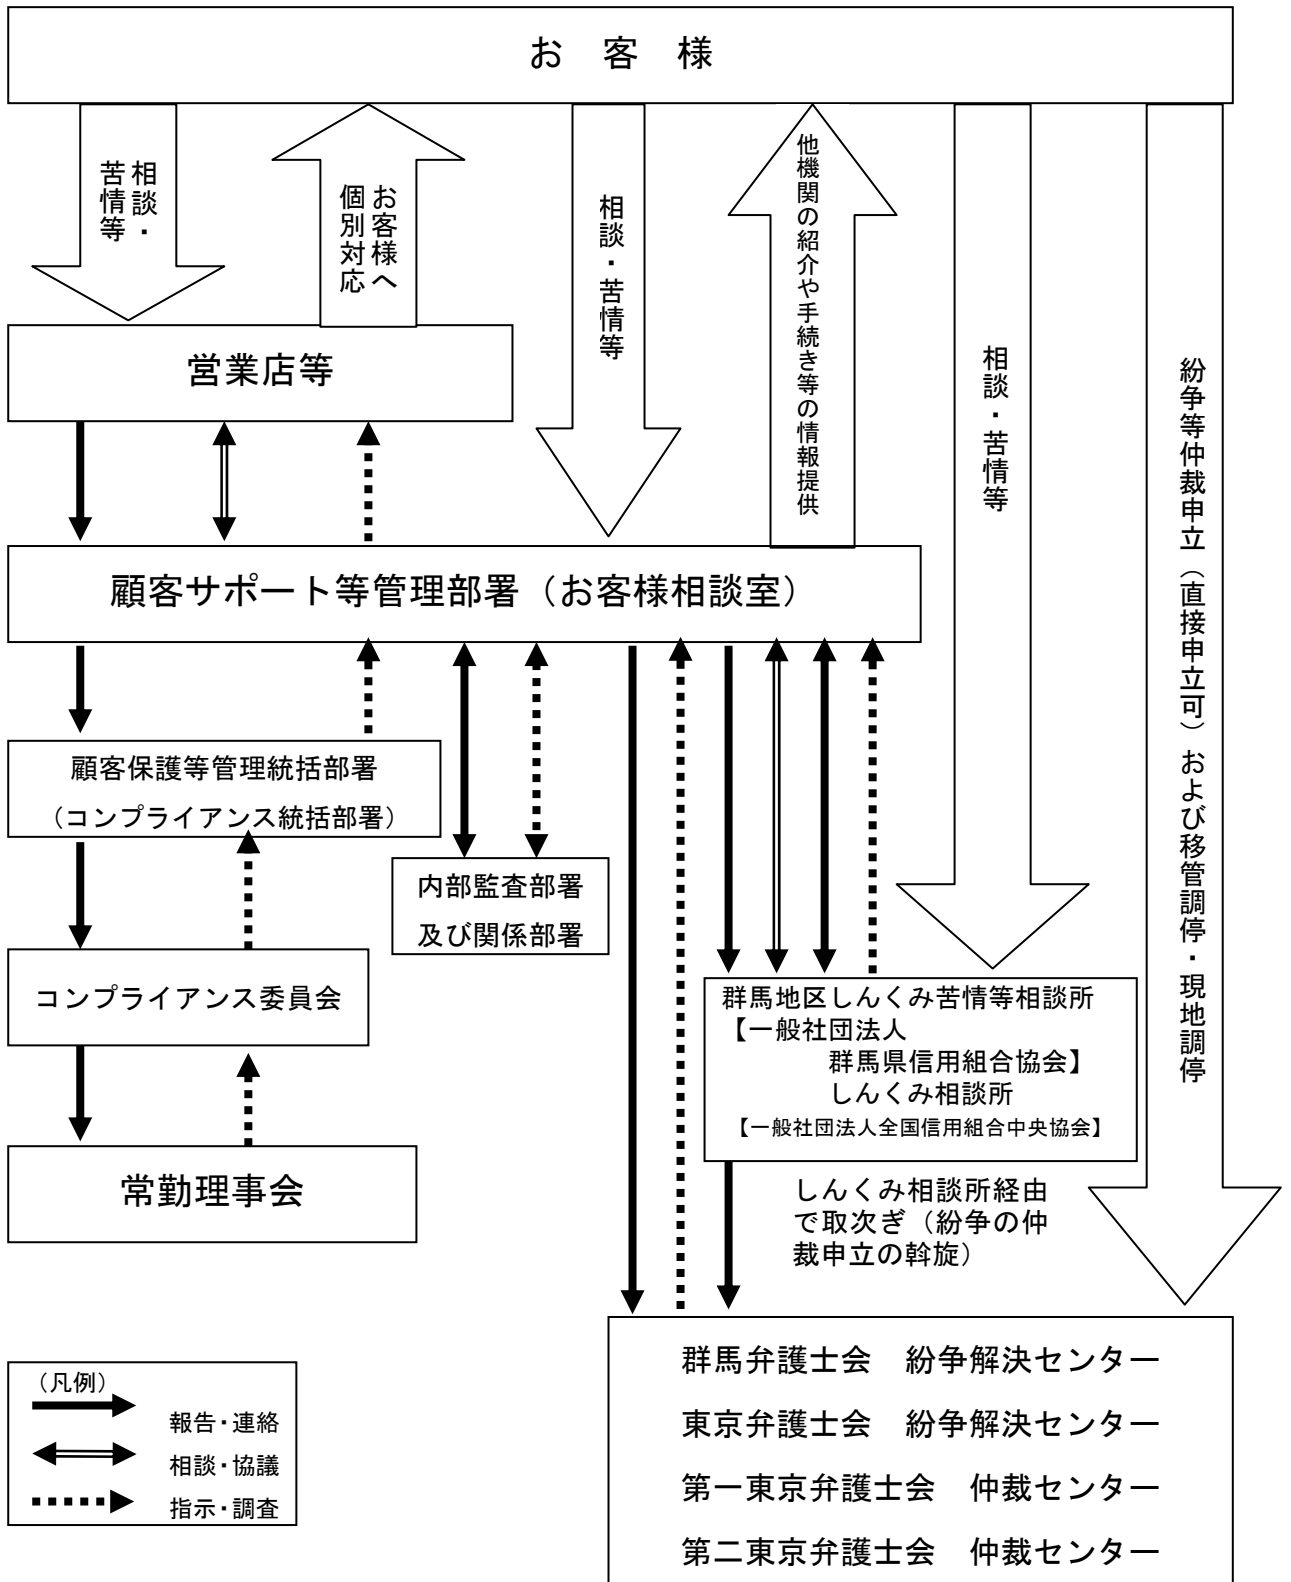 お　客　様
相談・
苦情等
お客様へ
個別対応
相談・苦情等
他機関の紹介や手続き等の情報提供
相談・苦情等
紛争等仲裁申立（直接申立可）および移管調停・現地調停
営業店等
顧客サポート等管理部署（お客様相談室）
顧客保護等管理統括部署
（コンプライアンス統括部署）
内部監査部署
及び関係部署
コンプライアンス委員会
群馬地区しんくみ苦情等相談所
【一般社団法人
群馬県信用組合協会】
しんくみ相談所
【一般社団法人全国信用組合中央協会】
常勤理事会
しんくみ相談所経由
で取次ぎ（紛争の仲
裁申立の斡旋）
群馬弁護士会　紛争解決センター
東京弁護士会　紛争解決センター
第一東京弁護士会　仲裁センター
第二東京弁護士会　仲裁センター
（凡例）
報告・連絡
相談・協議
指示・調査